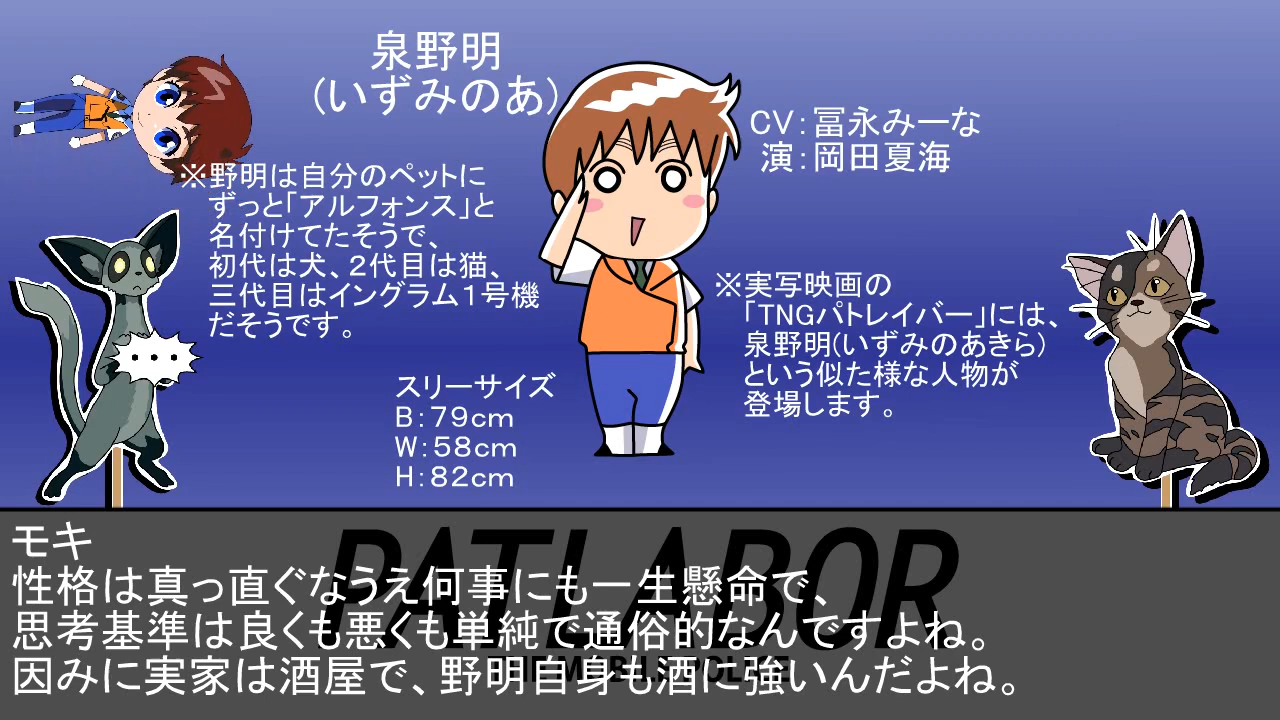 泉野明
(いずみのあ)
CV：冨永みーな
演：岡田夏海
※野明は自分のペットに
ずっと「アルフォンス」と
名付けてたそうで、
初代は犬、２代目は猫、
三代目はイングラム１号機
だそうです。
※実写映画の
「TNGパトレイバー」には、
泉野明(いずみのあきら)
という似た様な人物が
登場します。
スリーサイズ
B：79cm
W：58cm
H：82cm
…
PATLABOR
THE MOBILE POLICE
モキ
性格は真っ直ぐなうえ何事にも一生懸命で、
思考基準は良くも悪くも単純で通俗的なんですよね。
因みに実家は酒屋で、野明自身も酒に強いんだよね。